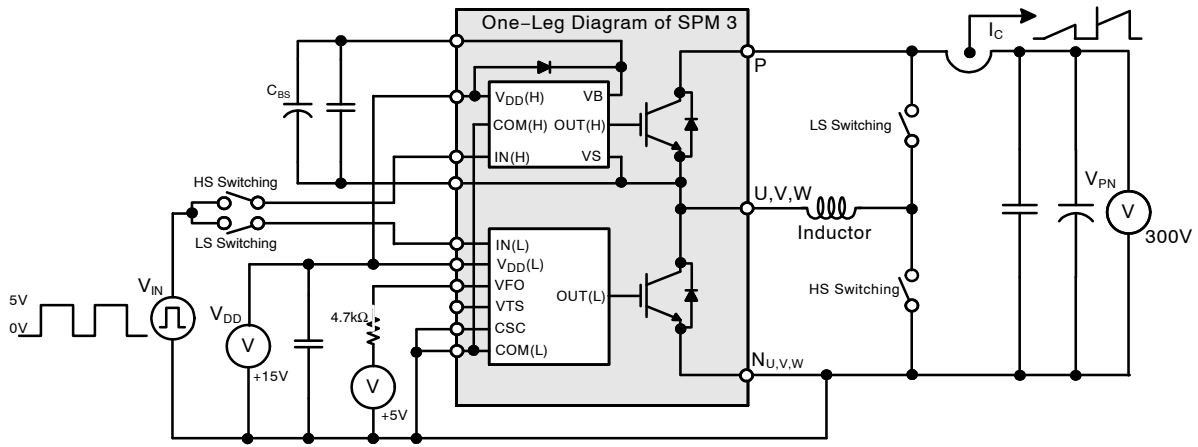 One−Leg Diagram of SPM 3
I_C
P
C_BS
V_DD(H)
VB
COM(H)
OUT(H)
IN(H)
VS
LS Switching
HS Switching
LS Switching
U,V,W
Inductor
V_PN
V
300V
IN(L)
V_DD(L)
VFO
VTS
CSC
COM(L)
OUT(L)
HS Switching
5V
0V
V_IN
V_DD
V
+15V
4.7kΩ
V
+5V
N_U,V,W